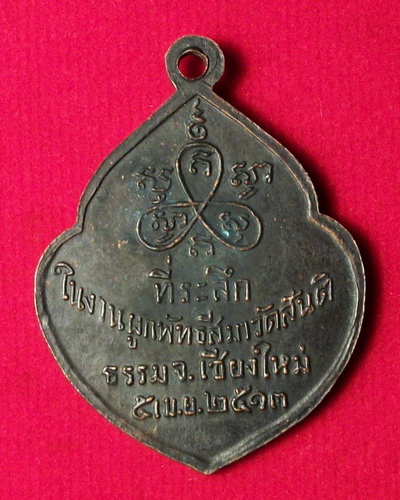 ที่ระลึก
ในงานผูกพัทธสีมาวัดสันติ
ธรรมจ.เชียงใหม่
๕เม.ย.๒๕๑๓